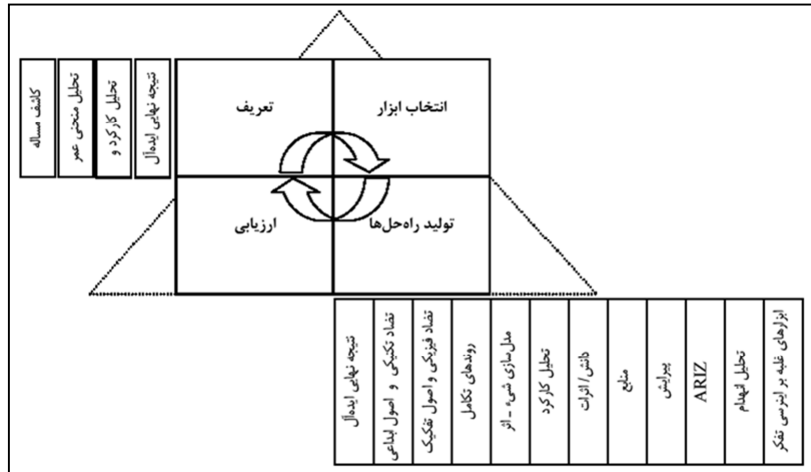 انتخاب ابزار
تعریف
تولید راه‌حل‌ها
ارزیابی
نتیجه نهایی ایده‌آل
تحلیل کارکرد و
تحلیل منحنی عمر
کاشف مساله
ابزارهای غلبه بر اینرسی تفکر
تحلیل انهدام
ARIZ
پیرایش
منابع
دانش/ اثرات
تحلیل کارکرد
مدل‌سازی شیء - اثر
روندهای تکامل
تضاد فیزیکی و اصول تفکیک
تضاد تکنیکی و اصول ابداعی
نتیجه نهایی ایده‌آل